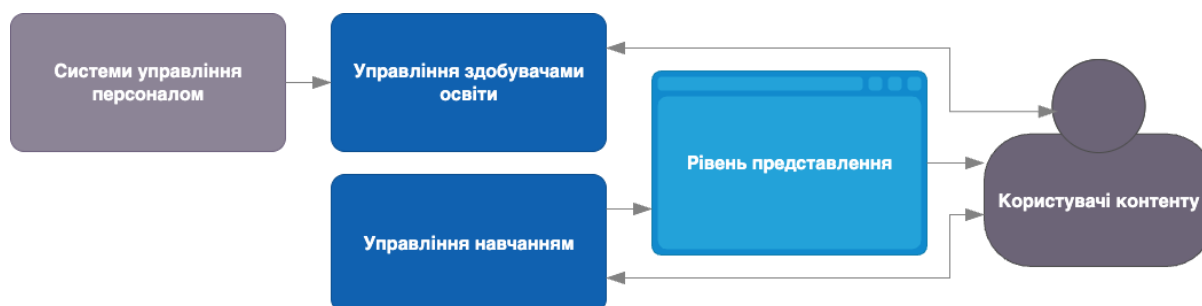 Системи управління
персоналом
Управління здобувачами
освіти
Рівень представлення
Управління навчанням
Користувачі контенту